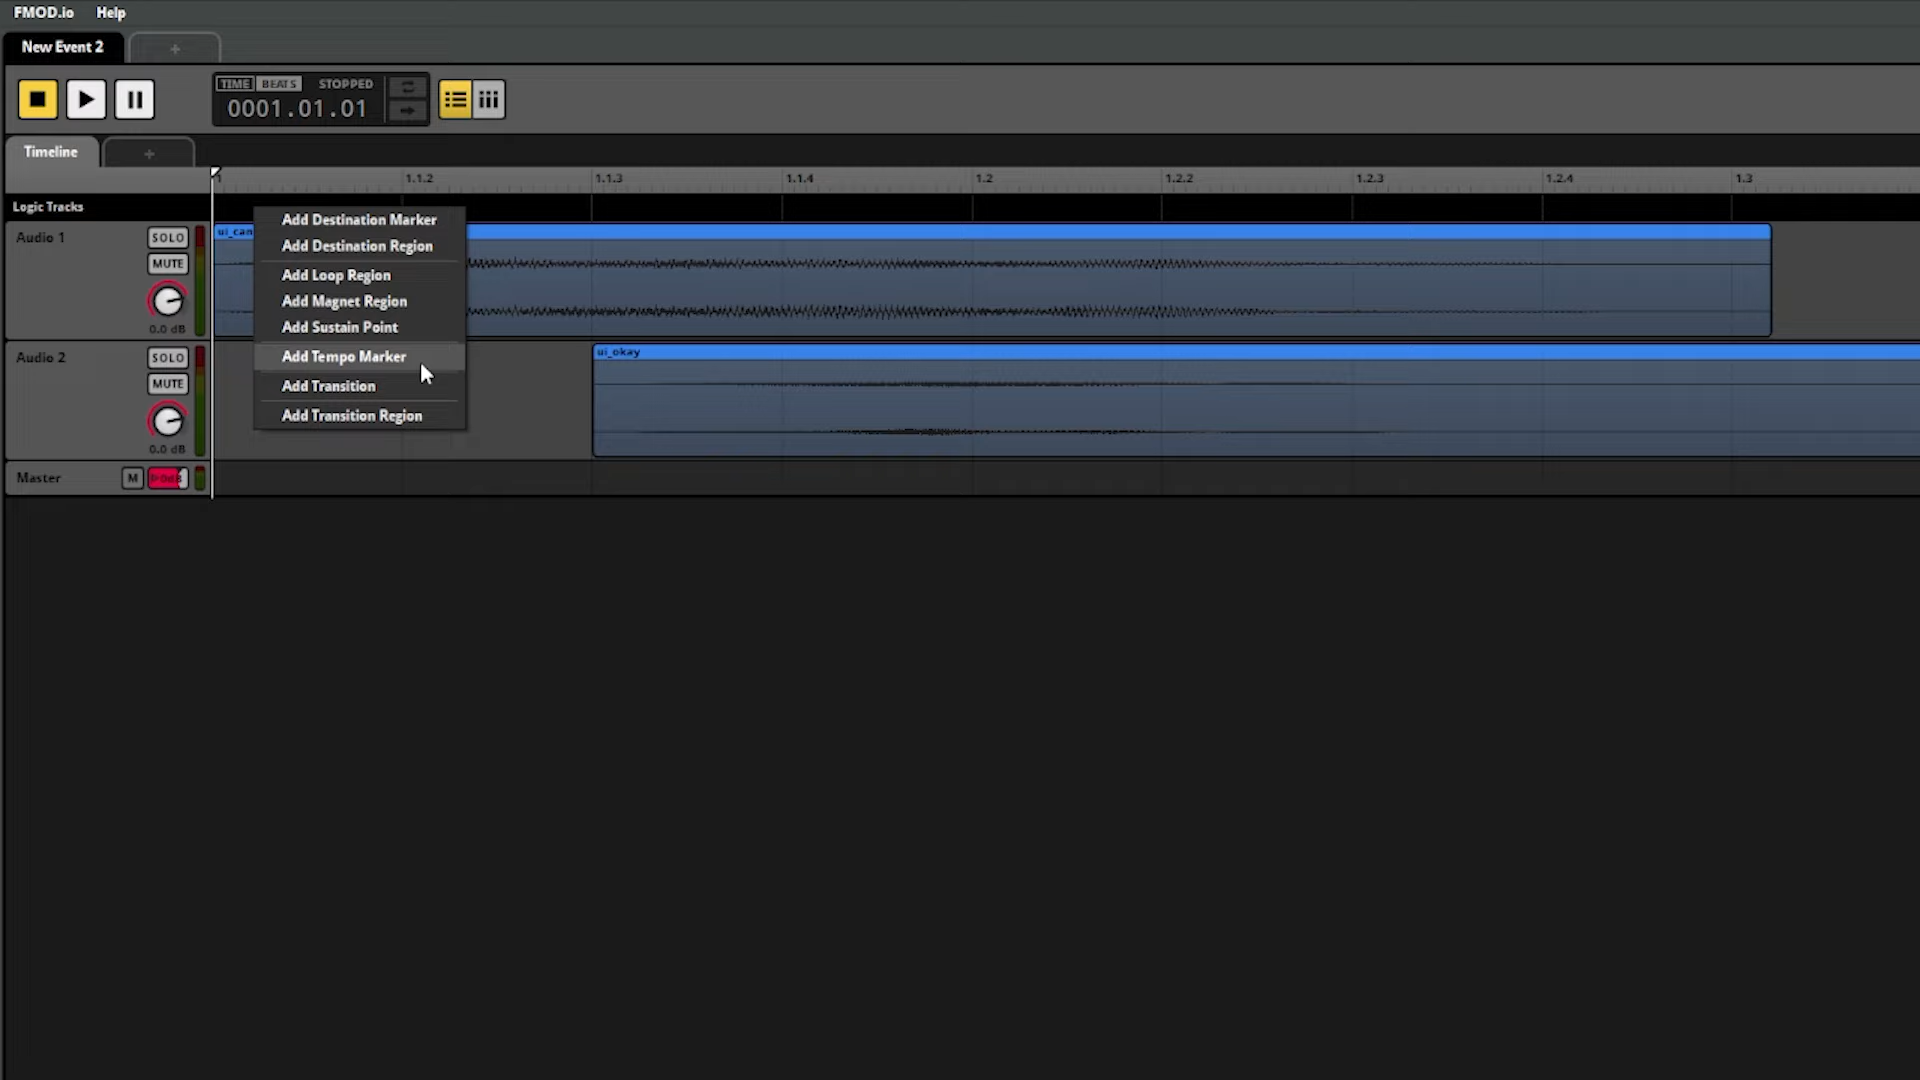 FMOD.io Help
New Event 2 +
TIME BEATS STOPPED
0001.01.01
Timeline +
1 1.1.2 1.1.3 1.1.4 1.2 1.2.2 1.2.3 1.2.4 1.3
Logic Tracks
Audio 1 SOLO
MUTE
0.0 dB
ui_can
Add Destination Marker
Add Destination Region
Add Loop Region
Add Magnet Region
Add Sustain Point
Add Tempo Marker
Add Transition
Add Transition Region
Audio 2 SOLO
MUTE
0.0 dB
ui_okay
Master M